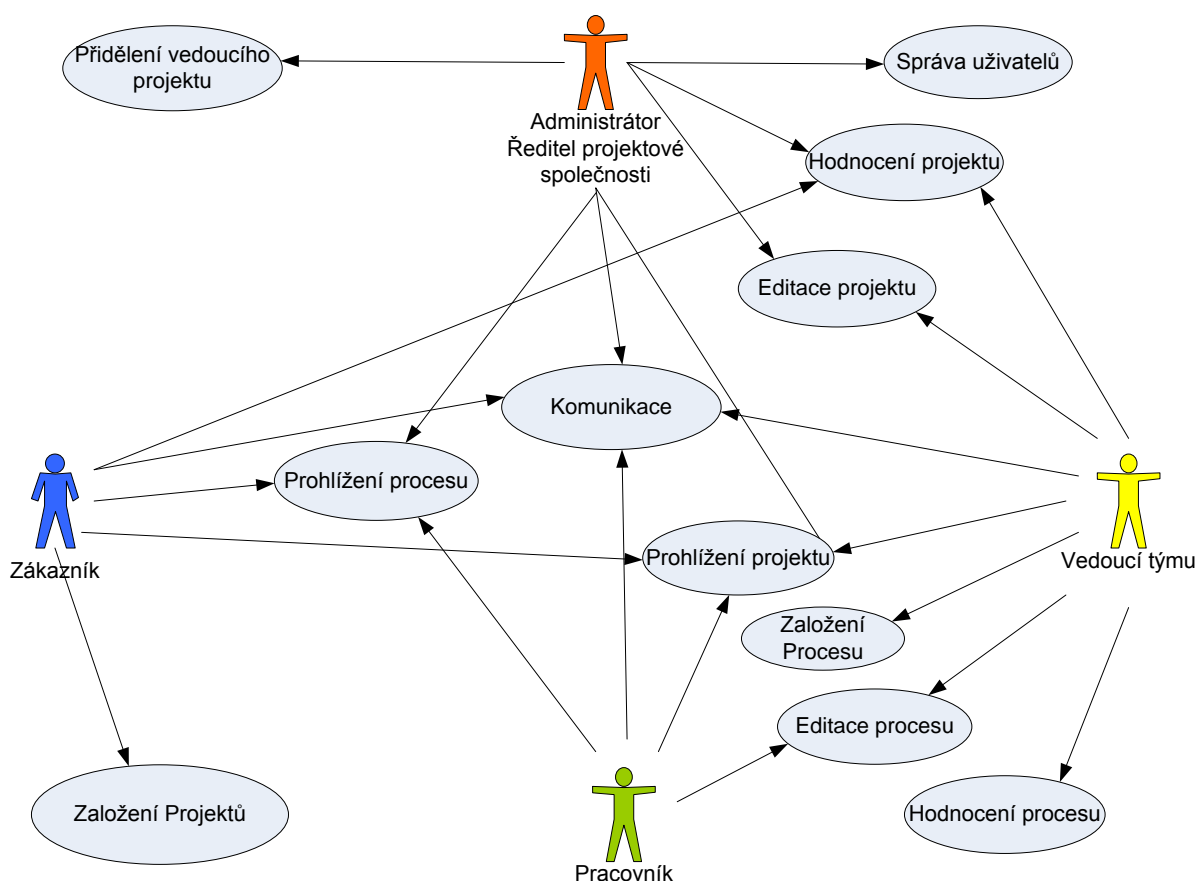 Přidělení vedoucího
projektu
Správa uživatelů
Administrátor
Ředitel projektové
společnosti
Hodnocení projektu
Editace projektu
Komunikace
Prohlížení procesu
Zákazník
Prohlížení projektu
Vedoucí týmu
Založení
Procesu
Editace procesu
Založení Projektů
Hodnocení procesu
Pracovník